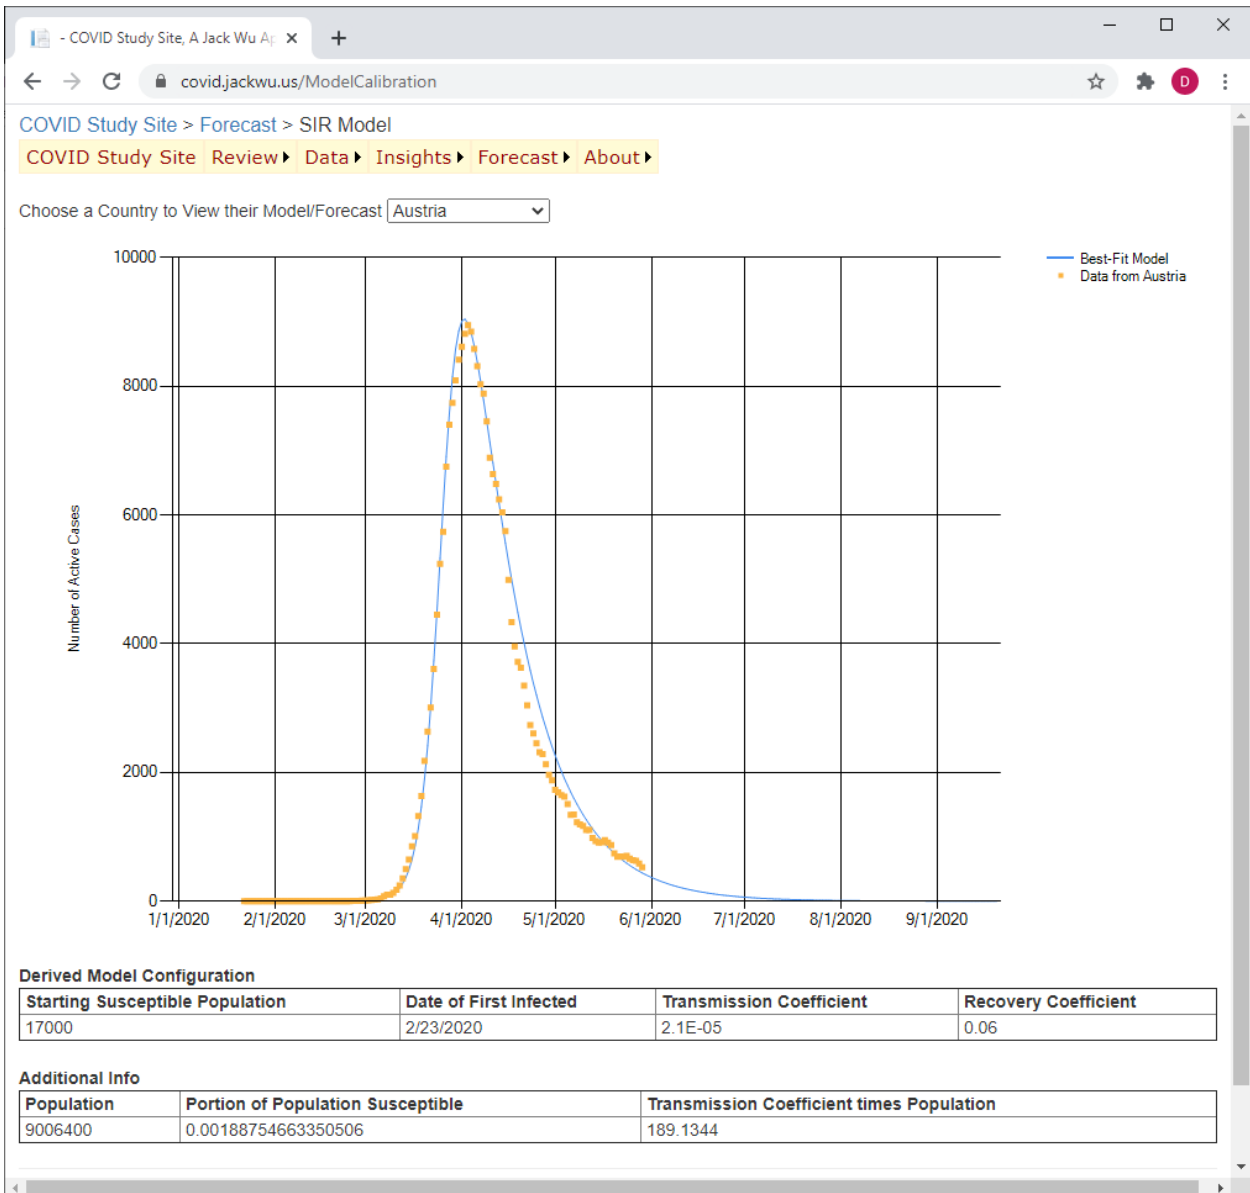 - COVID Study Site, A Jack Wu Ap
covid.jackwu.us/ModelCalibration
D
COVID Study Site > Forecast > SIR Model
COVID Study Site Review Data Insights Forecast About
Choose a Country to View their Model/Forecast Austria
Best-Fit Model
Data from Austria
Number of Active Cases
10000
8000
6000
4000
2000
0
1/1/2020 2/1/2020 3/1/2020 4/1/2020 5/1/2020 6/1/2020 7/1/2020 8/1/2020 9/1/2020
Derived Model Configuration
Starting Susceptible Population Date of First Infected Transmission Coefficient Recovery Coefficient
17000 2/23/2020 2.1E-05 0.06
Additional Info
Population Portion of Population Susceptible Transmission Coefficient times Population
9006400 0.00188754663350506 189.1344